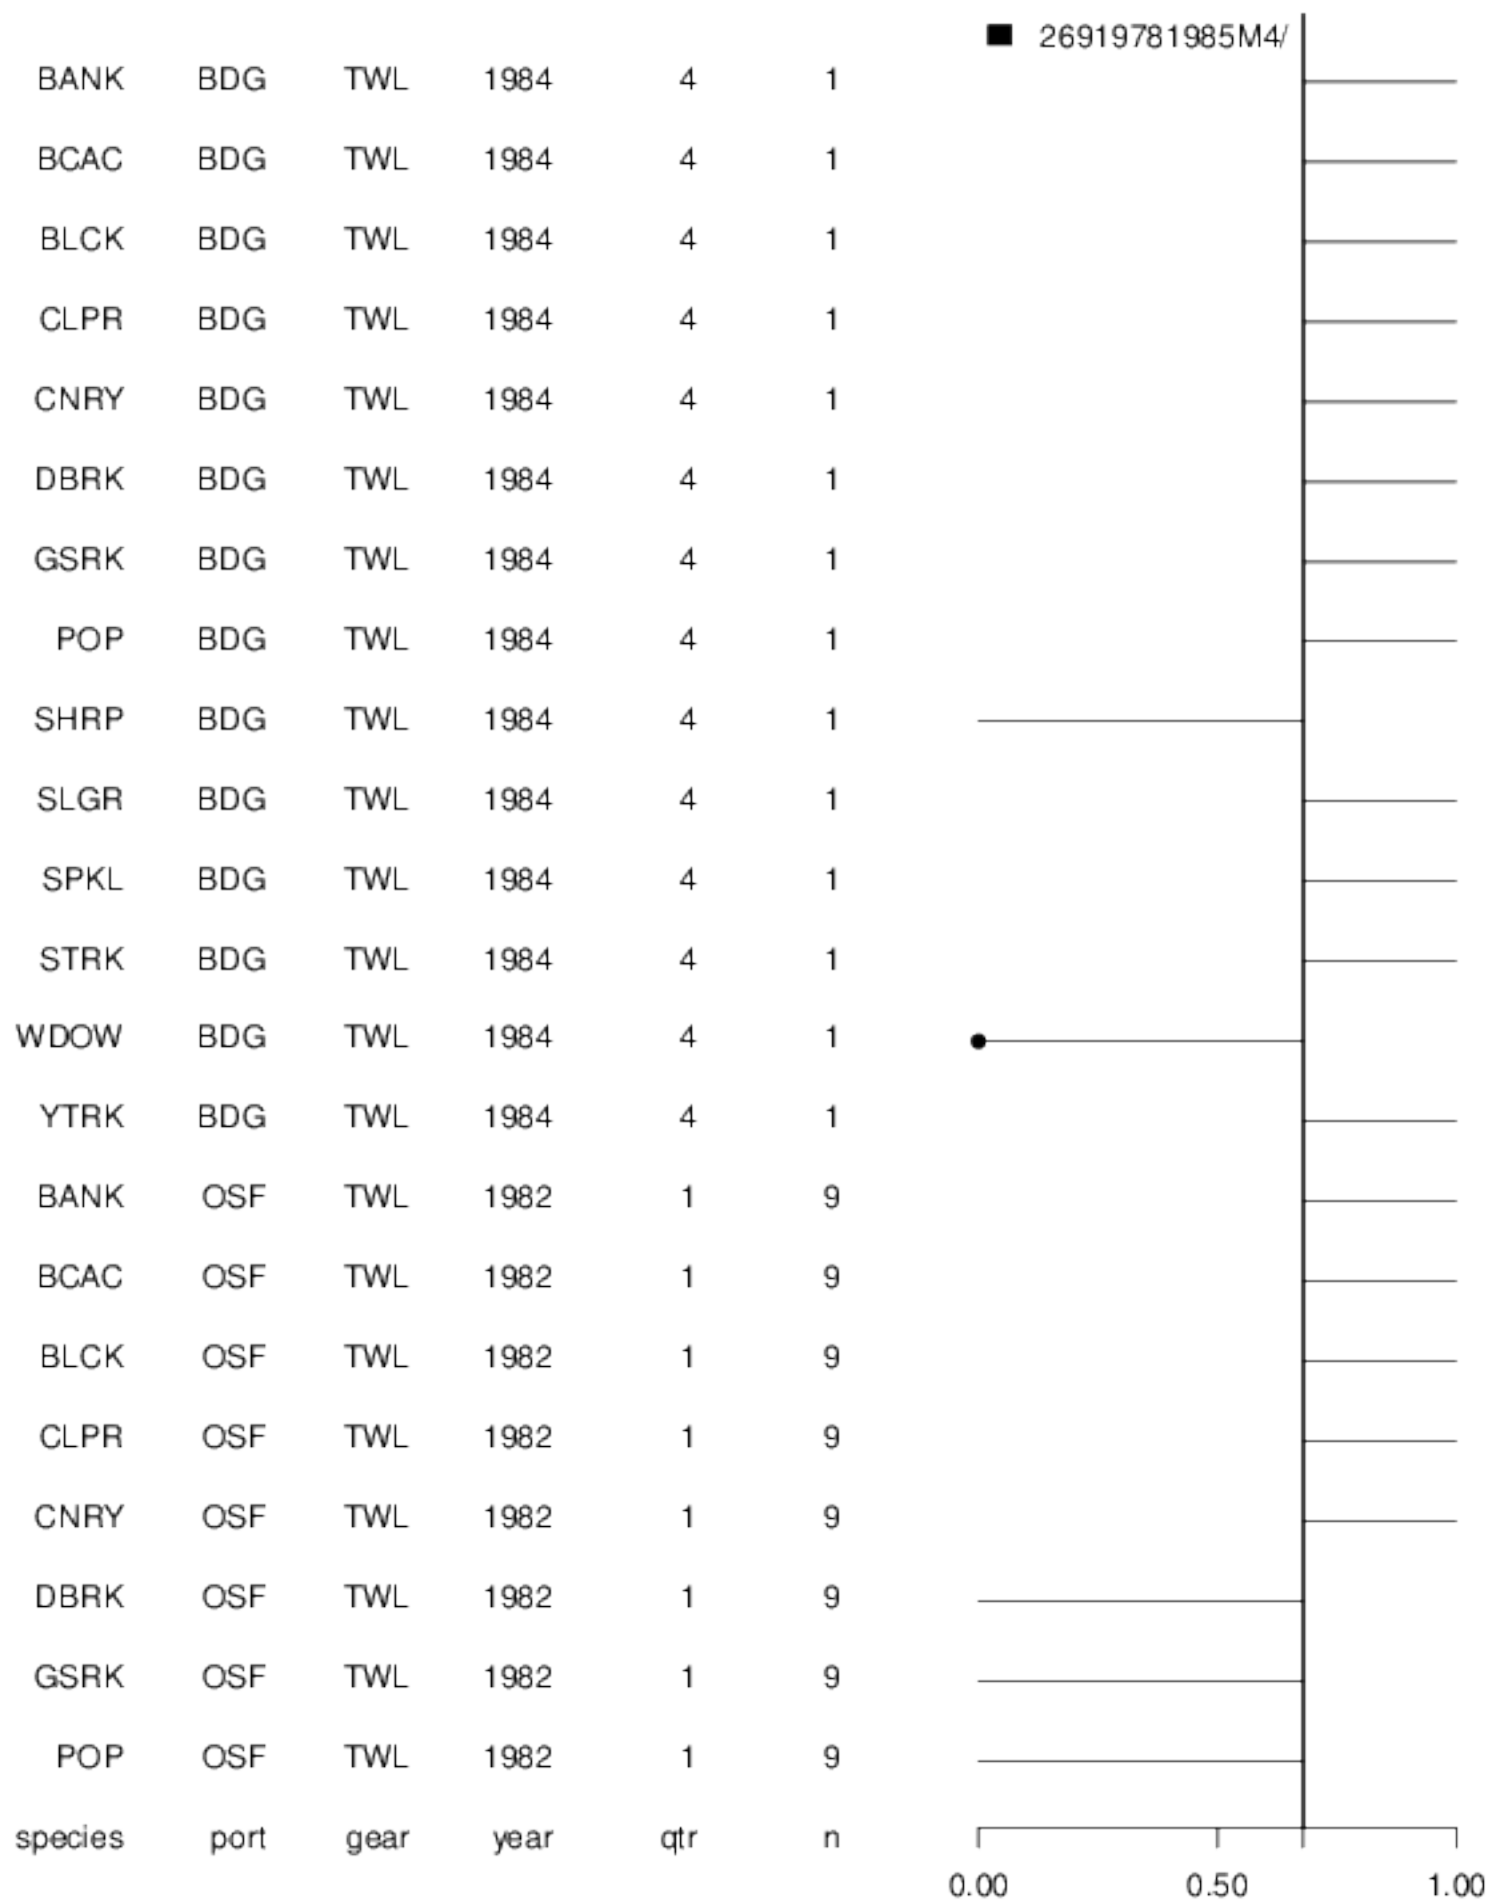 ■ 26919781985M4/
BANK BDG TWL 1984 4 1
BCAC BDG TWL 1984 4 1
BLCK BDG TWL 1984 4 1
CLPR BDG TWL 1984 4 1
CNRY BDG TWL 1984 4 1
DBRK BDG TWL 1984 4 1
GSRK BDG TWL 1984 4 1
POP BDG TWL 1984 4 1
SHRP BDG TWL 1984 4 1
SLGR BDG TWL 1984 4 1
SPKL BDG TWL 1984 4 1
STRK BDG TWL 1984 4 1
WDOW BDG TWL 1984 4 1
YTRK BDG TWL 1984 4 1
BANK OSF TWL 1982 1 9
BCAC OSF TWL 1982 1 9
BLCK OSF TWL 1982 1 9
CLPR OSF TWL 1982 1 9
CNRY OSF TWL 1982 1 9
DBRK OSF TWL 1982 1 9
GSRK OSF TWL 1982 1 9
POP OSF TWL 1982 1 9
species port gear year qtr n
0.00 0.50 1.00